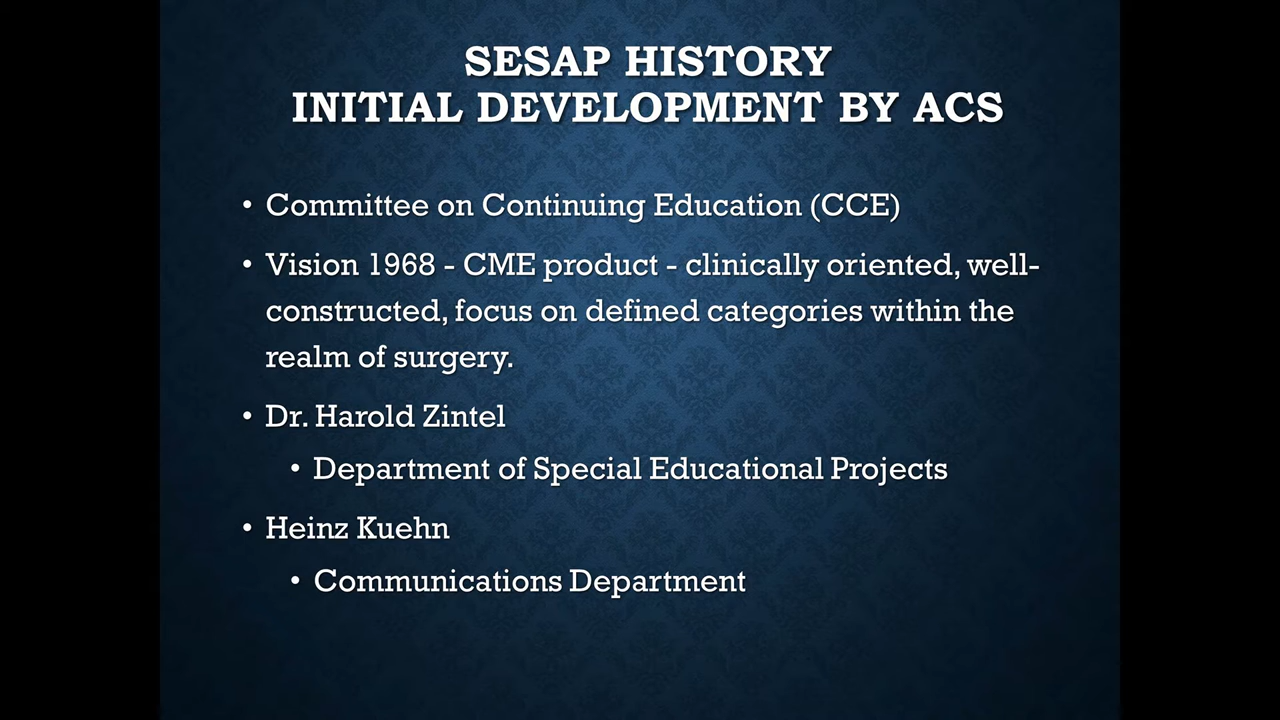 SESAP HISTORY
INITIAL DEVELOPMENT BY ACS
• Committee on Continuing Education (CCE)
• Vision 1968 - CME product - clinically oriented, well-
constructed, focus on defined categories within the
realm of surgery.
• Dr. Harold Zintel
• Department of Special Educational Projects
• Heinz Kuehn
• Communications Department